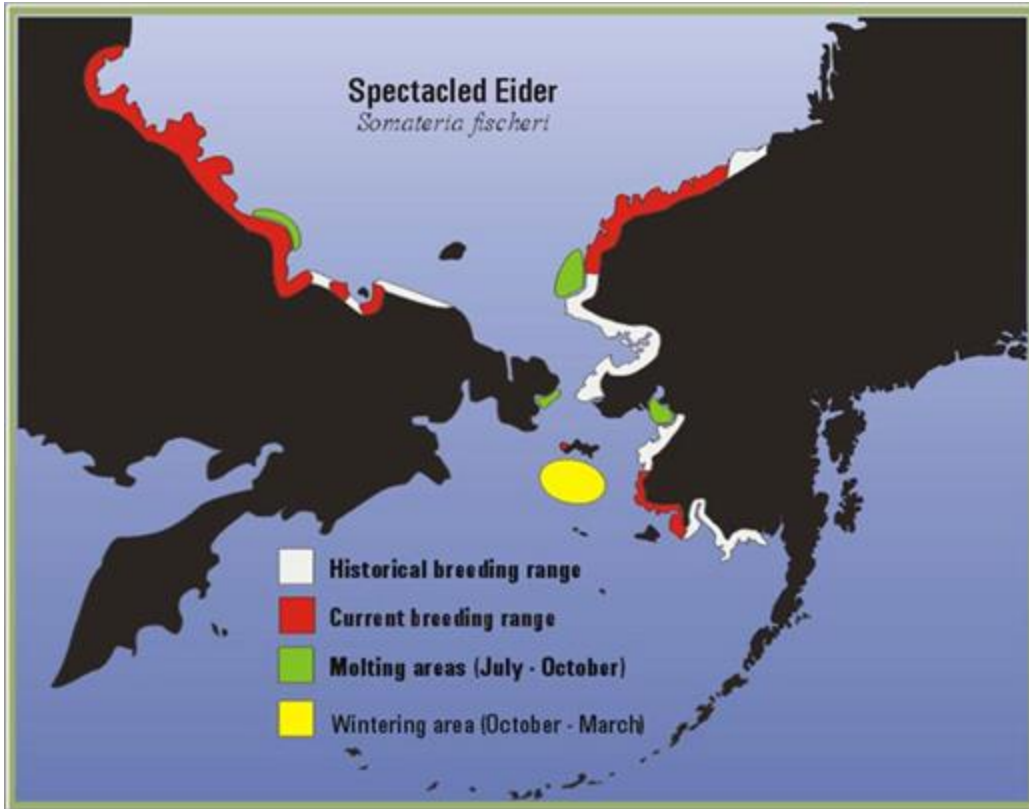 Spectacled Eider
Somateria fischeri
Historical breeding range
Current breeding range
Molting areas (July - October)
Wintering area (October - March)